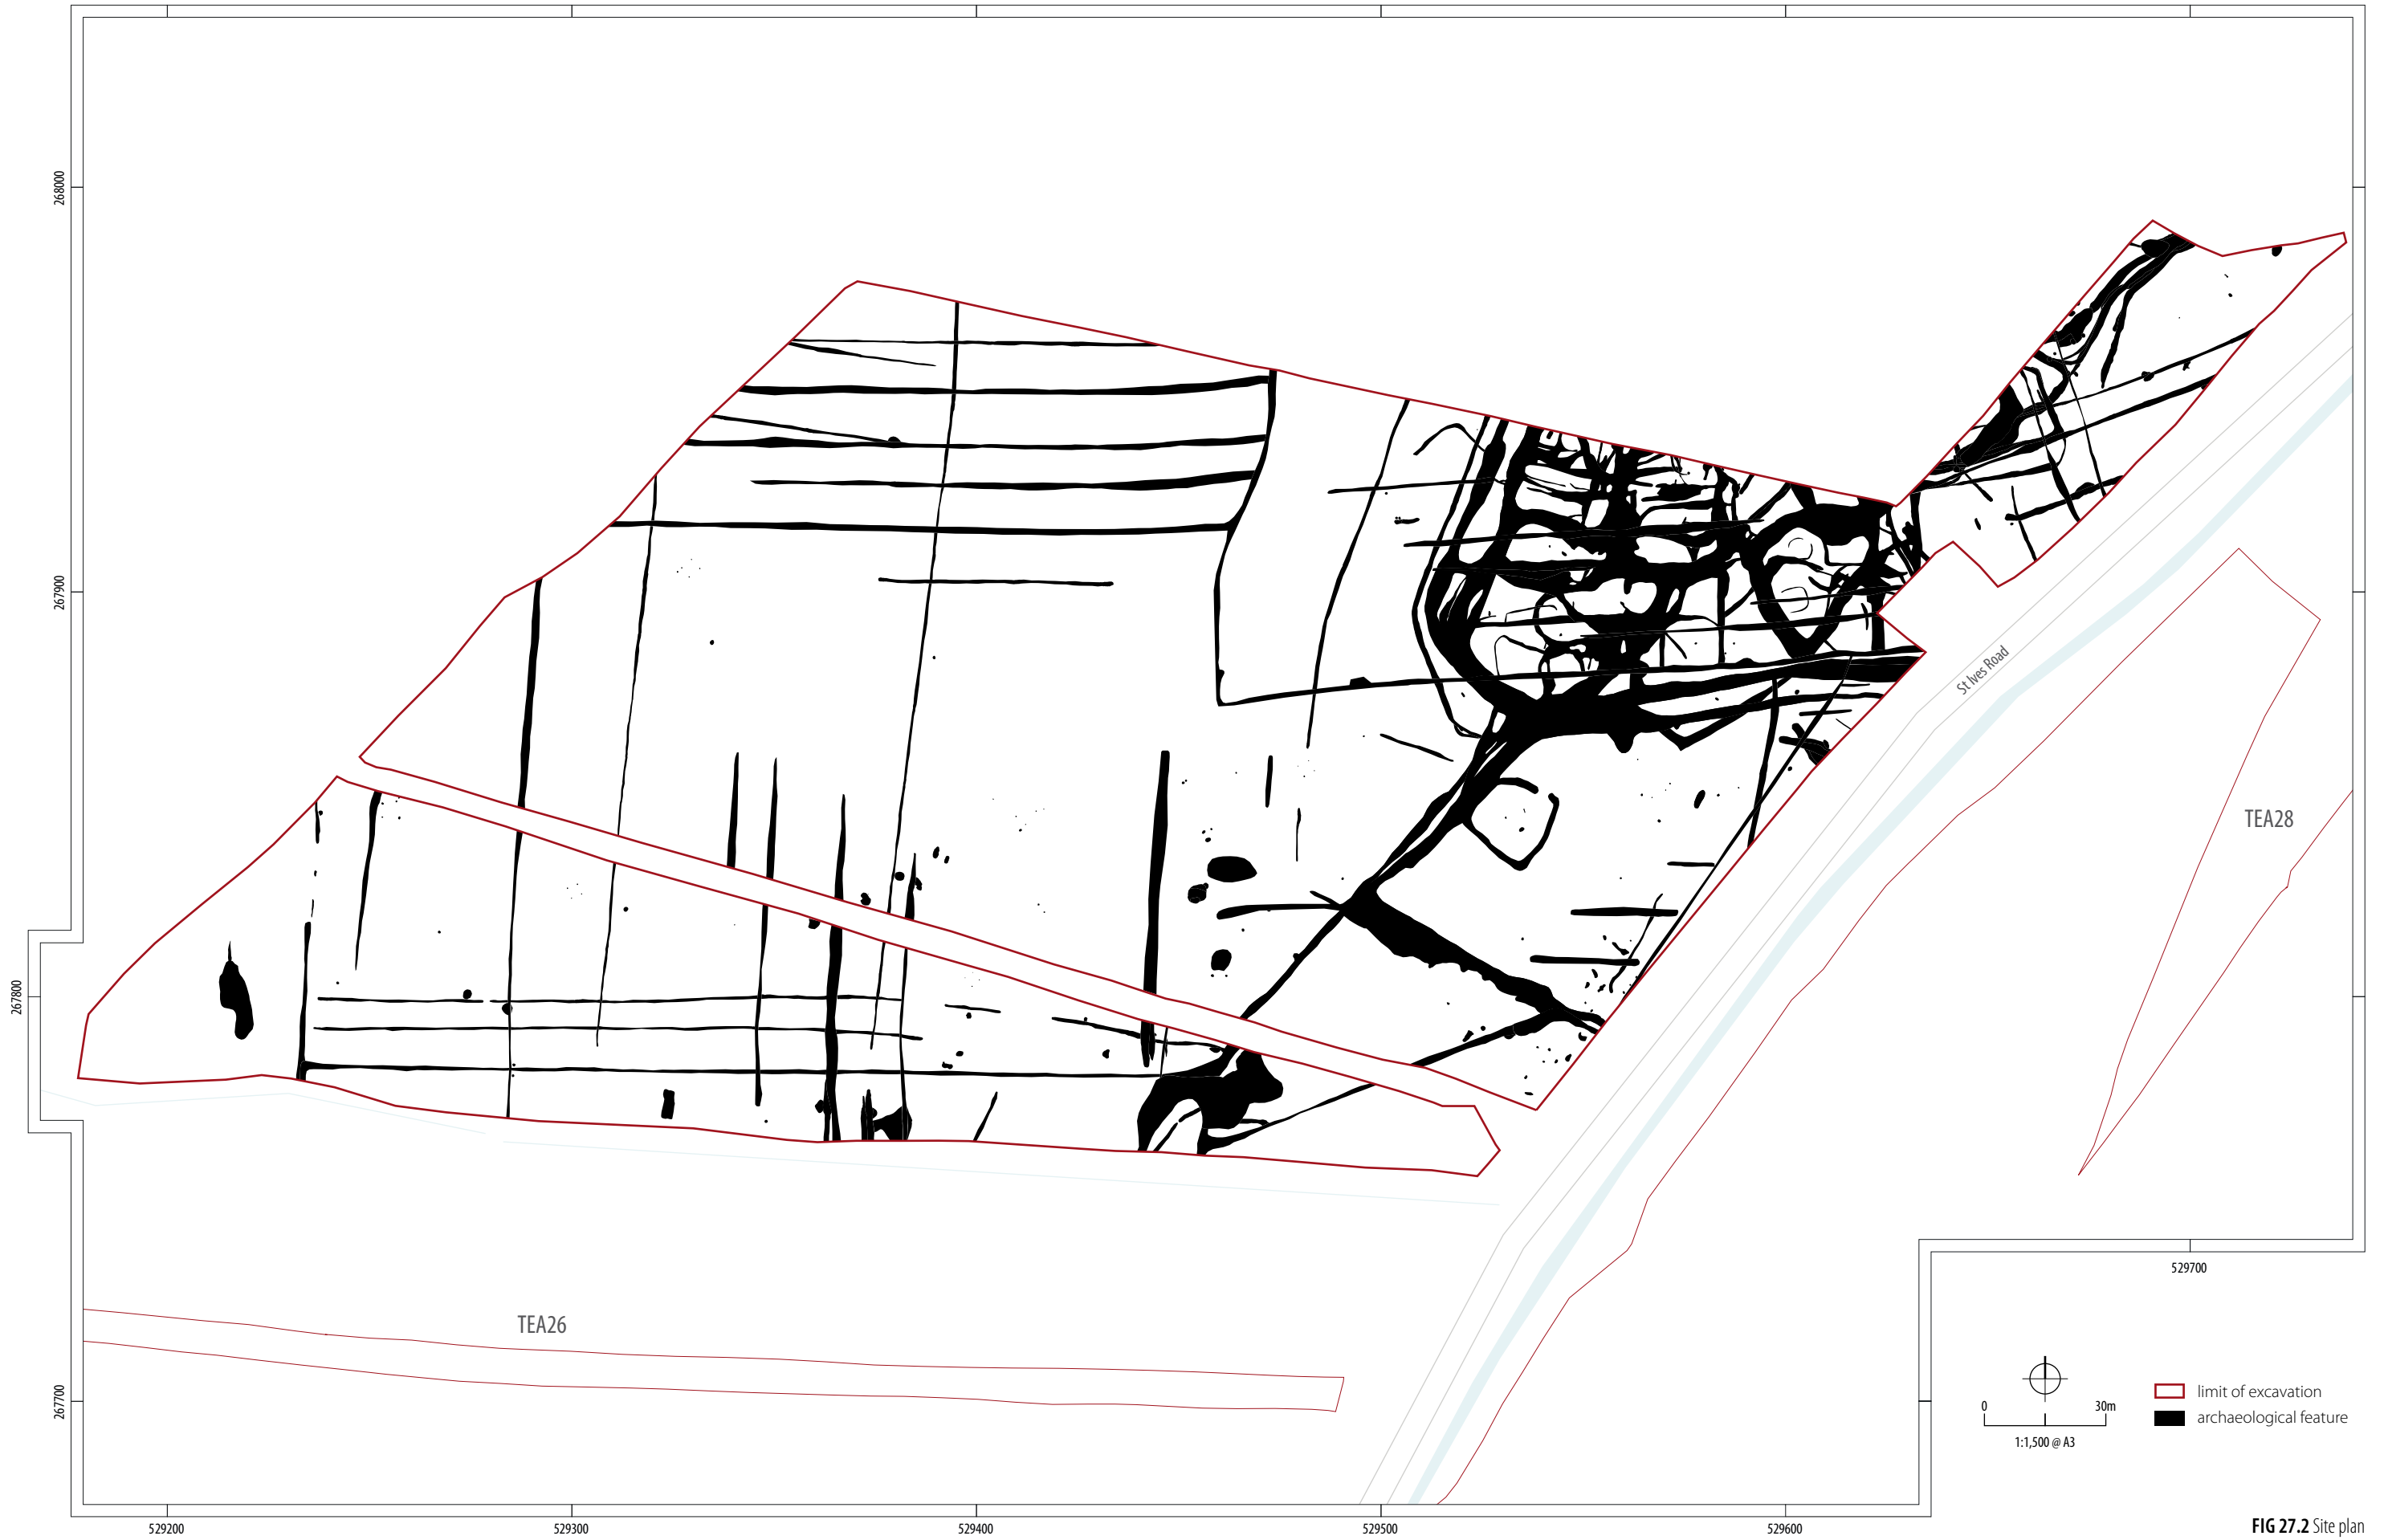 268000
267900
267800
267700
St Ives Road
TEA28
TEA26
529700
0 30m
1:1,500 @ A3
limit of excavation
archaeological feature
529200 529300 529400 529500 529600
FIG 27.2 Site plan